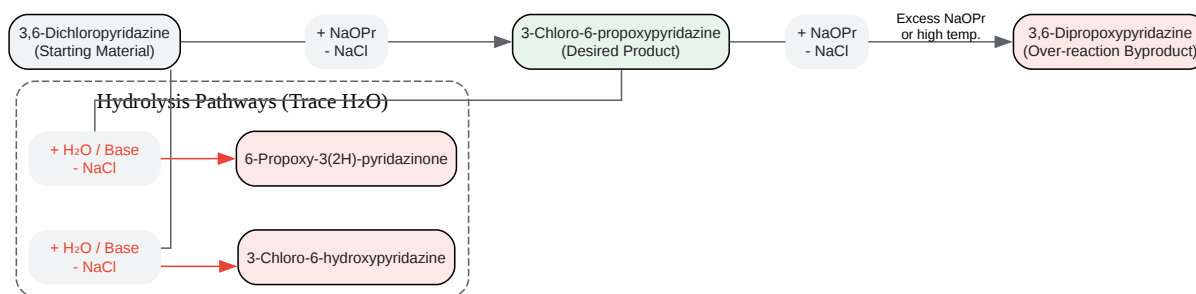 3,6-Dichloropyridazine
(Starting Material)
+ NaOPr
- NaCl
3-Chloro-6-propoxypyridazine
(Desired Product)
+ NaOPr
- NaCl
Excess NaOPr
or high temp.
3,6-Dipropoxypyridazine
(Over-reaction Byproduct)
Hydrolysis Pathways (Trace H₂O)
+ H₂O / Base
- NaCl
6-Propoxy-3(2H)-pyridazinone
+ H₂O / Base
- NaCl
3-Chloro-6-hydroxypyridazine